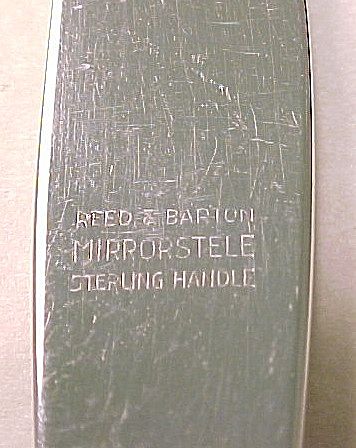 REED & BARTON
MIRRORSTELE
STERLING HANDLE